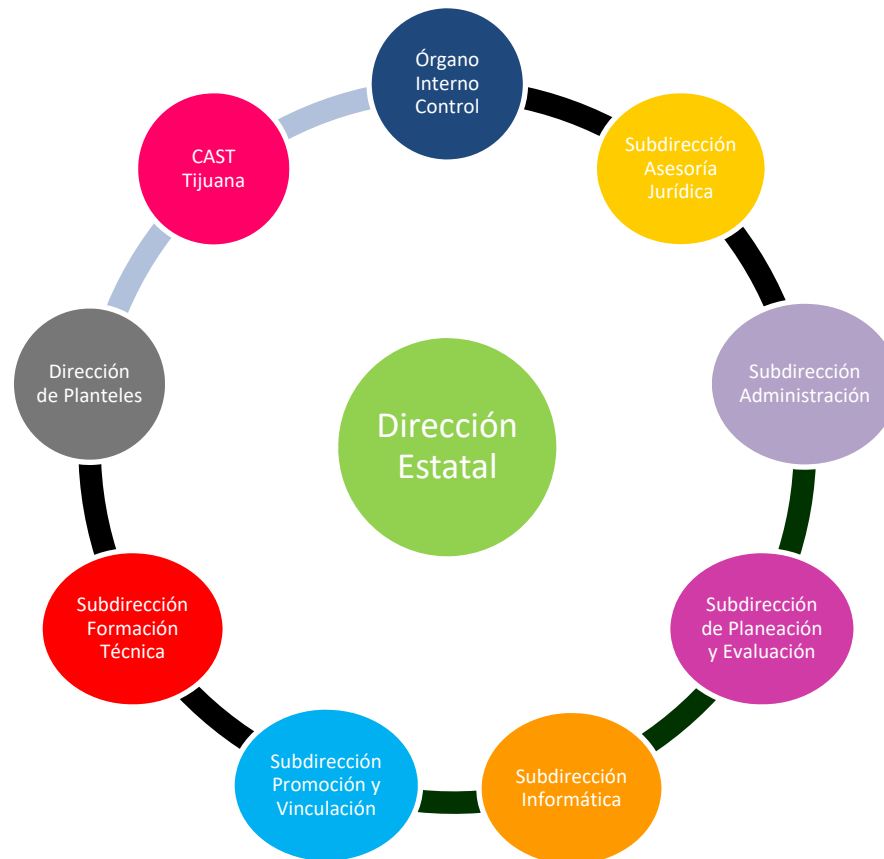 Órgano
Interno
Control
Subdirección
Asesoría
Jurídica
Subdirección
Administración
Subdirección
de Planeación
y Evaluación
Subdirección
Informática
Subdirección
Promoción y
Vinculación
Subdirección
Formación
Técnica
Dirección
de Planteles
CAST
Tijuana
Dirección
Estatal